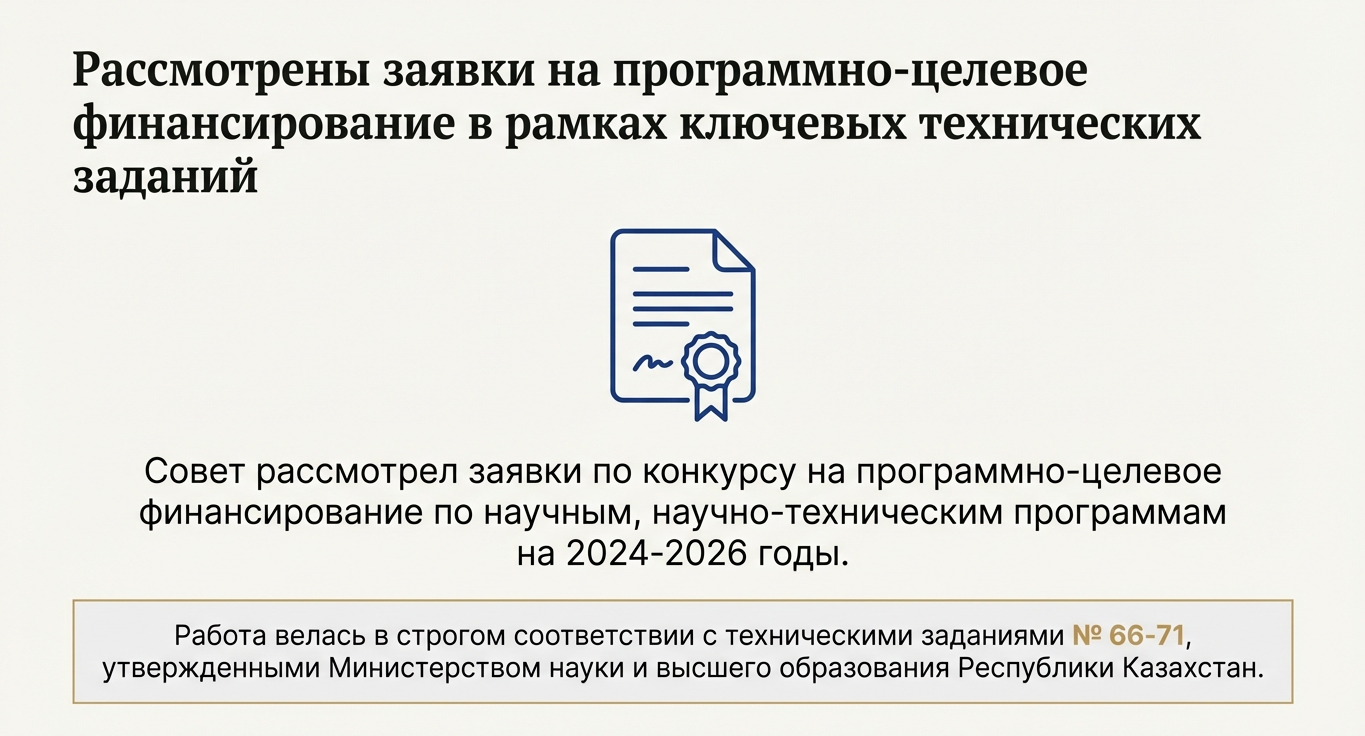 Рассмотрены заявки на программно-целевое
финансирование в рамках ключевых технических
заданий
Совет рассмотрел заявки по конкурсу на программно-целевое
финансирование по научным, научно-техническим программам
на 2024-2026 годы.
Работа велась в строгом соответствии с техническими заданиями № 66-71,
утвержденными Министерством науки и высшего образования Республики Казахстан.